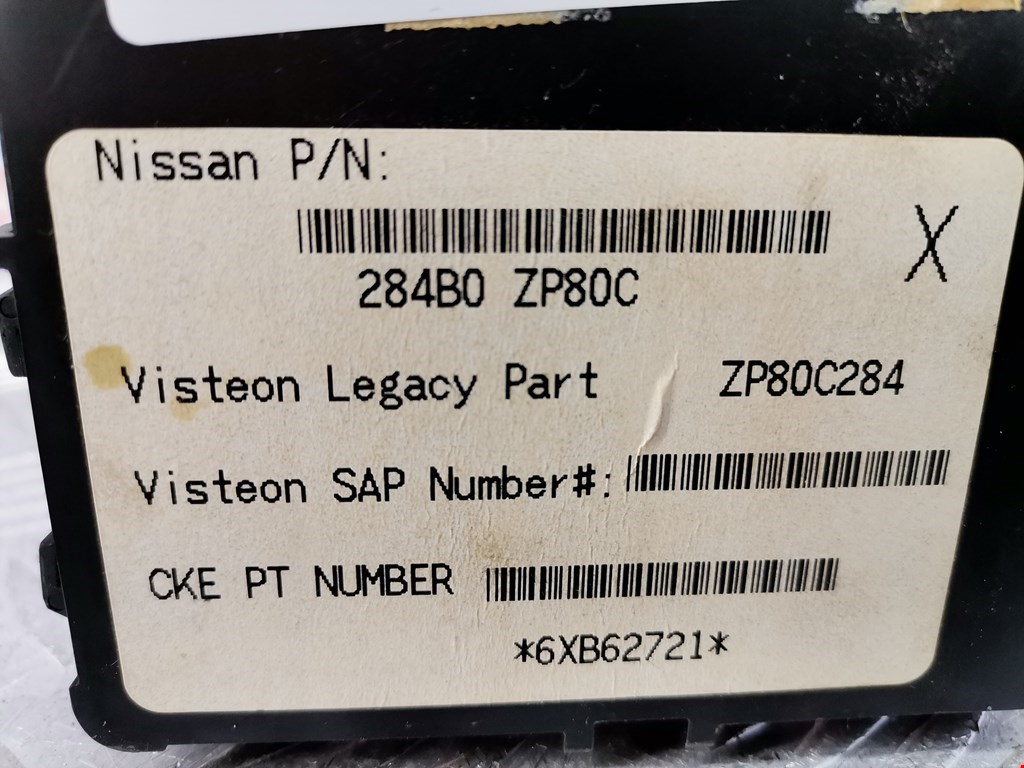 Nissan P/N:
X
284B0 ZP80C
Visteon Legacy Part ZP80C284
Visteon SAP Number#:
CKE PT NUMBER
*6XB62721*